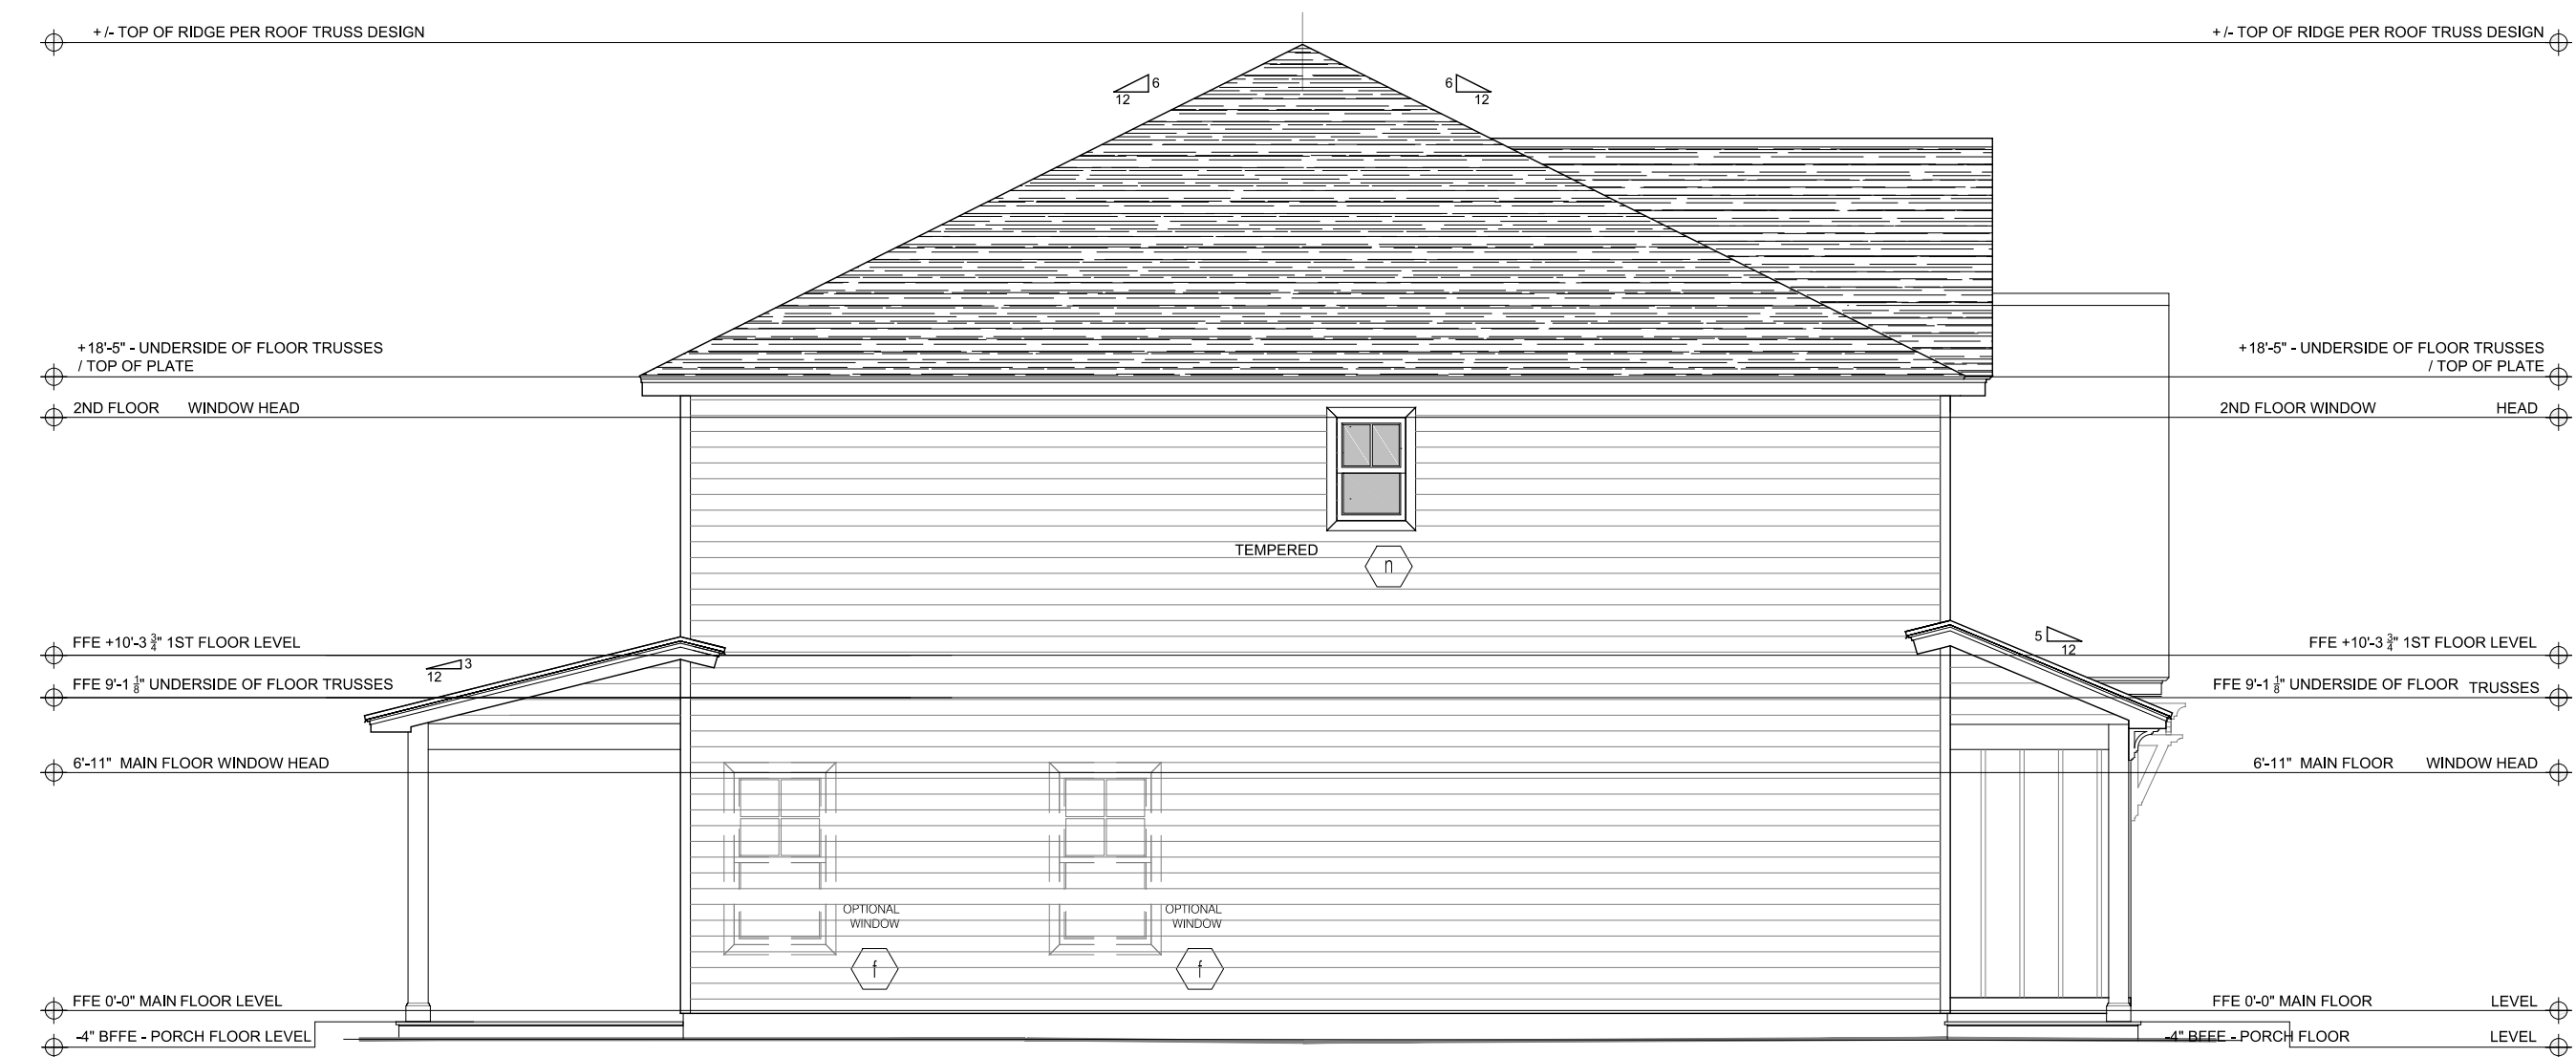 +/- TOP OF RIDGE PER ROOF TRUSS DESIGN
+/- TOP OF RIDGE PER ROOF TRUSS DESIGN
6
12
6
12
+18'-5" - UNDERSIDE OF FLOOR TRUSSES
/ TOP OF PLATE
+18'-5" - UNDERSIDE OF FLOOR TRUSSES
/ TOP OF PLATE
2ND FLOOR WINDOW HEAD
2ND FLOOR WINDOW HEAD
TEMPERED
n
FFE +10'-3 3/4" 1ST FLOOR LEVEL
5
12
FFE +10'-3 3/4" 1ST FLOOR LEVEL
3
12
FFE 9'-1 1/8" UNDERSIDE OF FLOOR TRUSSES
FFE 9'-1 1/8" UNDERSIDE OF FLOOR TRUSSES
6'-11" MAIN FLOOR WINDOW HEAD
6'-11" MAIN FLOOR WINDOW HEAD
OPTIONAL
WINDOW
OPTIONAL
WINDOW
f
f
FFE 0'-0" MAIN FLOOR LEVEL
FFE 0'-0" MAIN FLOOR LEVEL
-4" BFFE - PORCH FLOOR LEVEL
-4" BFFE - PORCH FLOOR LEVEL